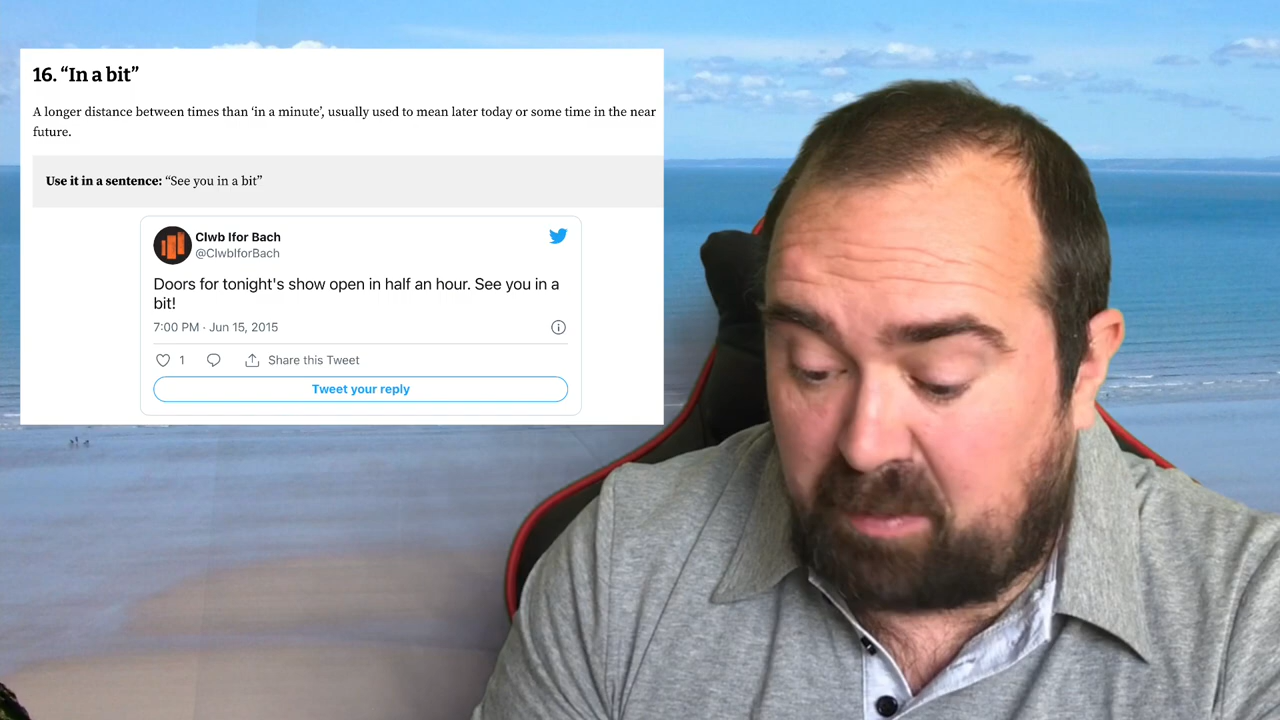 16. “In a bit”
A longer distance between times than ‘in a minute’, usually used to mean later today or some time in the near
future.
Use it in a sentence: “See you in a bit”
Clwb Ifor Bach
@ClwbIforBach
Doors for tonight's show open in half an hour. See you in a
bit!
7:00 PM · Jun 15, 2015
1
Share this Tweet
Tweet your reply